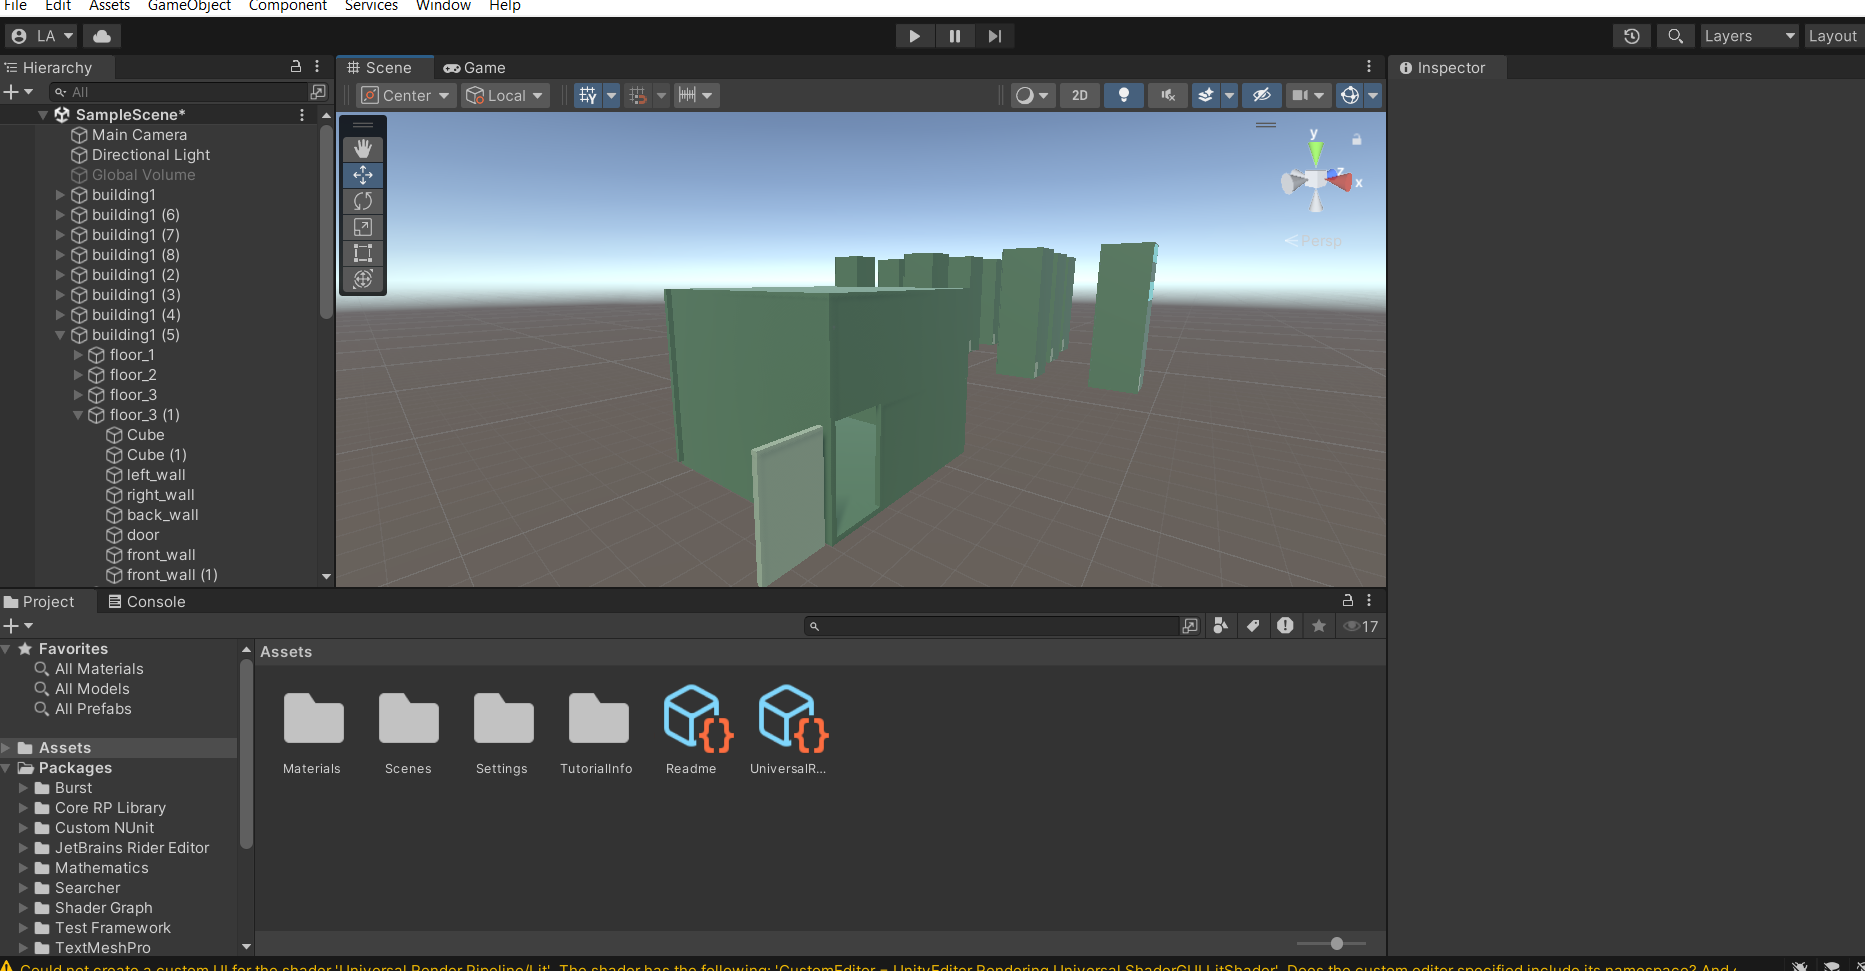 File Edit Assets GameObject Component Services Window Help
LA
Layers
Layout
Hierarchy
All
SampleScene*
Main Camera
Directional Light
Global Volume
building1
building1 (6)
building1 (7)
building1 (8)
building1 (2)
building1 (3)
building1 (4)
building1 (5)
floor_1
floor_2
floor_3
floor_3 (1)
Cube
Cube (1)
left_wall
right_wall
back_wall
door
front_wall
front_wall (1)
Scene
Game
Center
Local
2D
y
z
x
Persp
Inspector
Project
Console
17
Favorites
All Materials
All Models
All Prefabs
Assets
Packages
Burst
Core RP Library
Custom NUnit
JetBrains Rider Editor
Mathematics
Searcher
Shader Graph
Test Framework
TextMeshPro
Assets
Materials
Scenes
Settings
TutorialInfo
Readme
UniversalR...
Could not create a custom UI for the shader 'Universal Render Pipeline/Lit'. The shader has the following: 'CustomEditor = UnityEditor.Rendering.Universal.ShaderGUI.LitShader'. Does the custom editor specified include its namespace? And